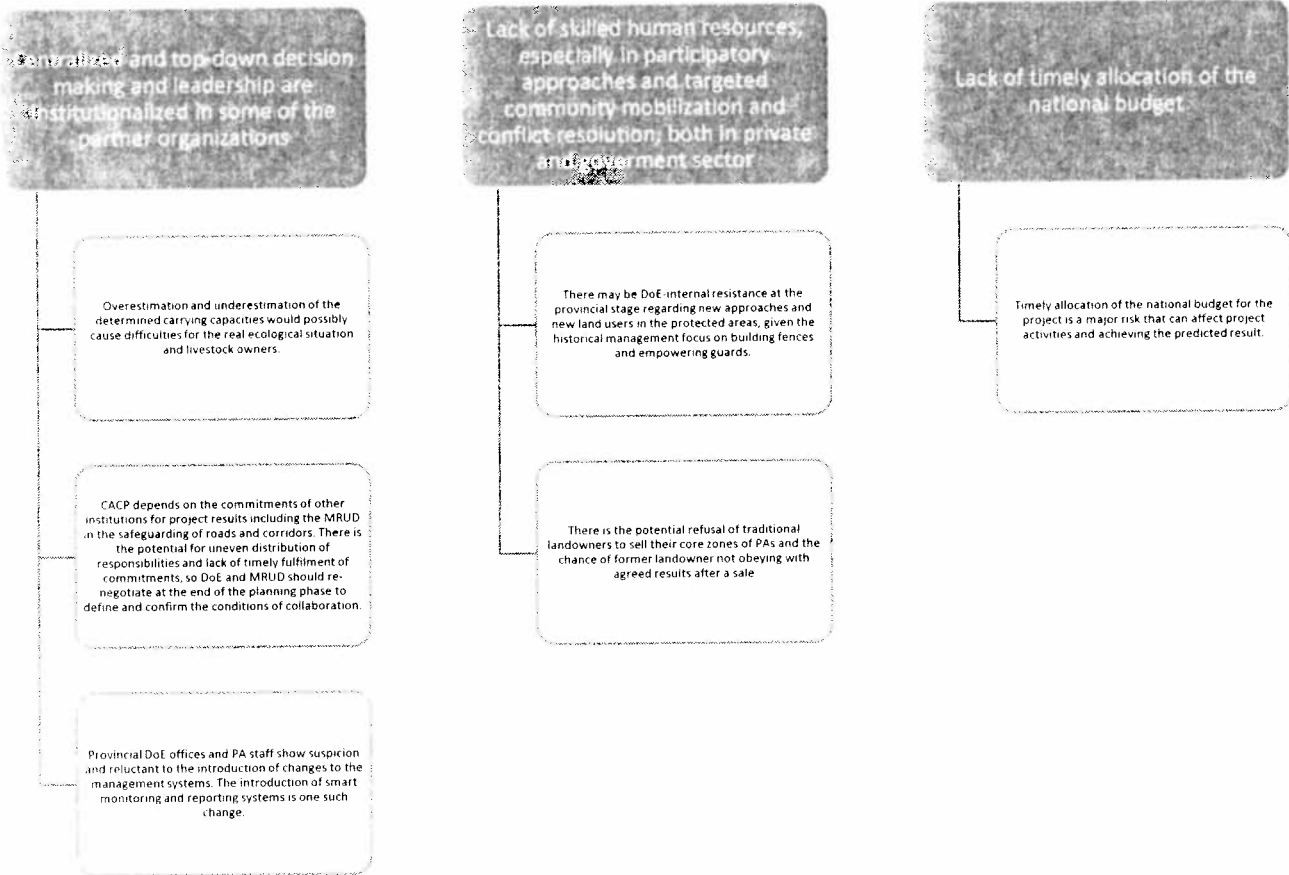 Centralized and top-down decision
making and leadership are
institutionalized in some of the
partner organizations
Overestimation and underestimation of the
determined carrying capacities would possibly
cause difficulties for the real ecological situation
and livestock owners.
CACP depends on the commitments of other
institutions for project results including the MRUD
in the safeguarding of roads and corridors. There is
the potential for uneven distribution of
responsibilities and lack of timely fulfilment of
commitments, so DoE and MRUD should re-
negotiate at the end of the planning phase to
define and confirm the conditions of collaboration.
Provincial DoE offices and PA staff show suspicion
and reluctant to the introduction of changes to the
management systems. The introduction of smart
monitoring and reporting systems is one such
change.
Lack of skilled human resources,
especially in participatory
approaches and targeted
community mobilization and
conflict resolution, both in private
and goverment sector
There may be DoE-internal resistance at the
provincial stage regarding new approaches and
new land users in the protected areas, given the
historical management focus on building fences
and empowering guards.
There is the potential refusal of traditional
landowners to sell their core zones of PAs and the
chance of former landowner not obeying with
agreed results after a sale
Lack of timely allocation of the
national budget
Timely allocation of the national budget for the
project is a major risk that can affect project
activities and achieving the predicted result.